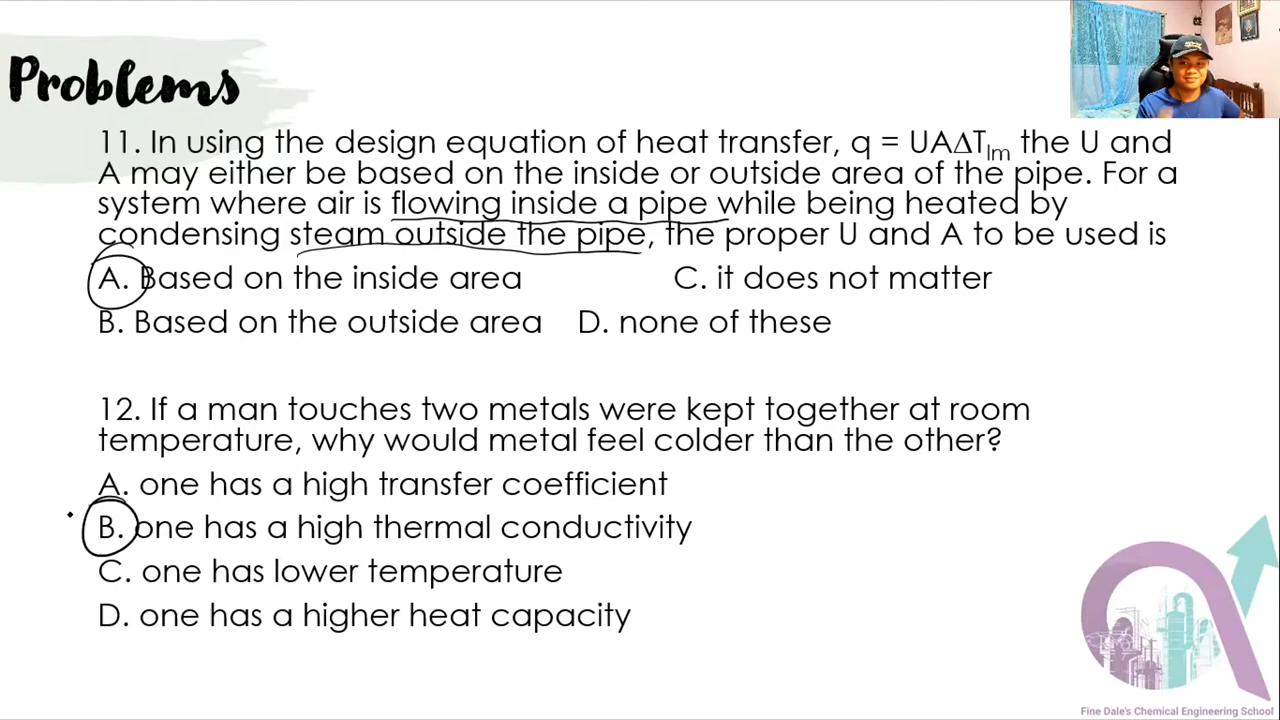 Problems
11. In using the design equation of heat transfer, q = UAΔTlm the U and
A may either be based on the inside or outside area of the pipe. For a
system where air is flowing inside a pipe while being heated by
condensing steam outside the pipe, the proper U and A to be used is
A. Based on the inside area C. it does not matter
B. Based on the outside area D. none of these
12. If a man touches two metals were kept together at room
temperature, why would metal feel colder than the other?
A. one has a high transfer coefficient
B. one has a high thermal conductivity
C. one has lower temperature
D. one has a higher heat capacity
Fine Dale's Chemical Engineering School